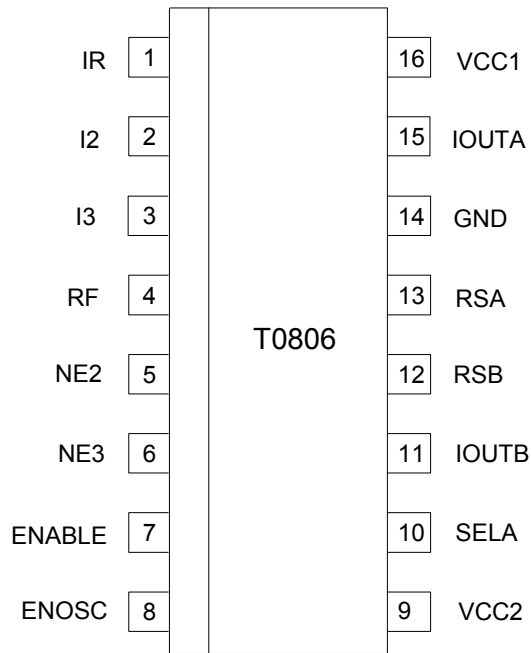 IR 1 16 VCC1
I2 2 15 IOUTA
I3 3 14 GND
RF 4 13 RSA
T0806
NE2 5 12 RSB
NE3 6 11 IOUTB
ENABLE 7 10 SELA
ENOSC 8 9 VCC2